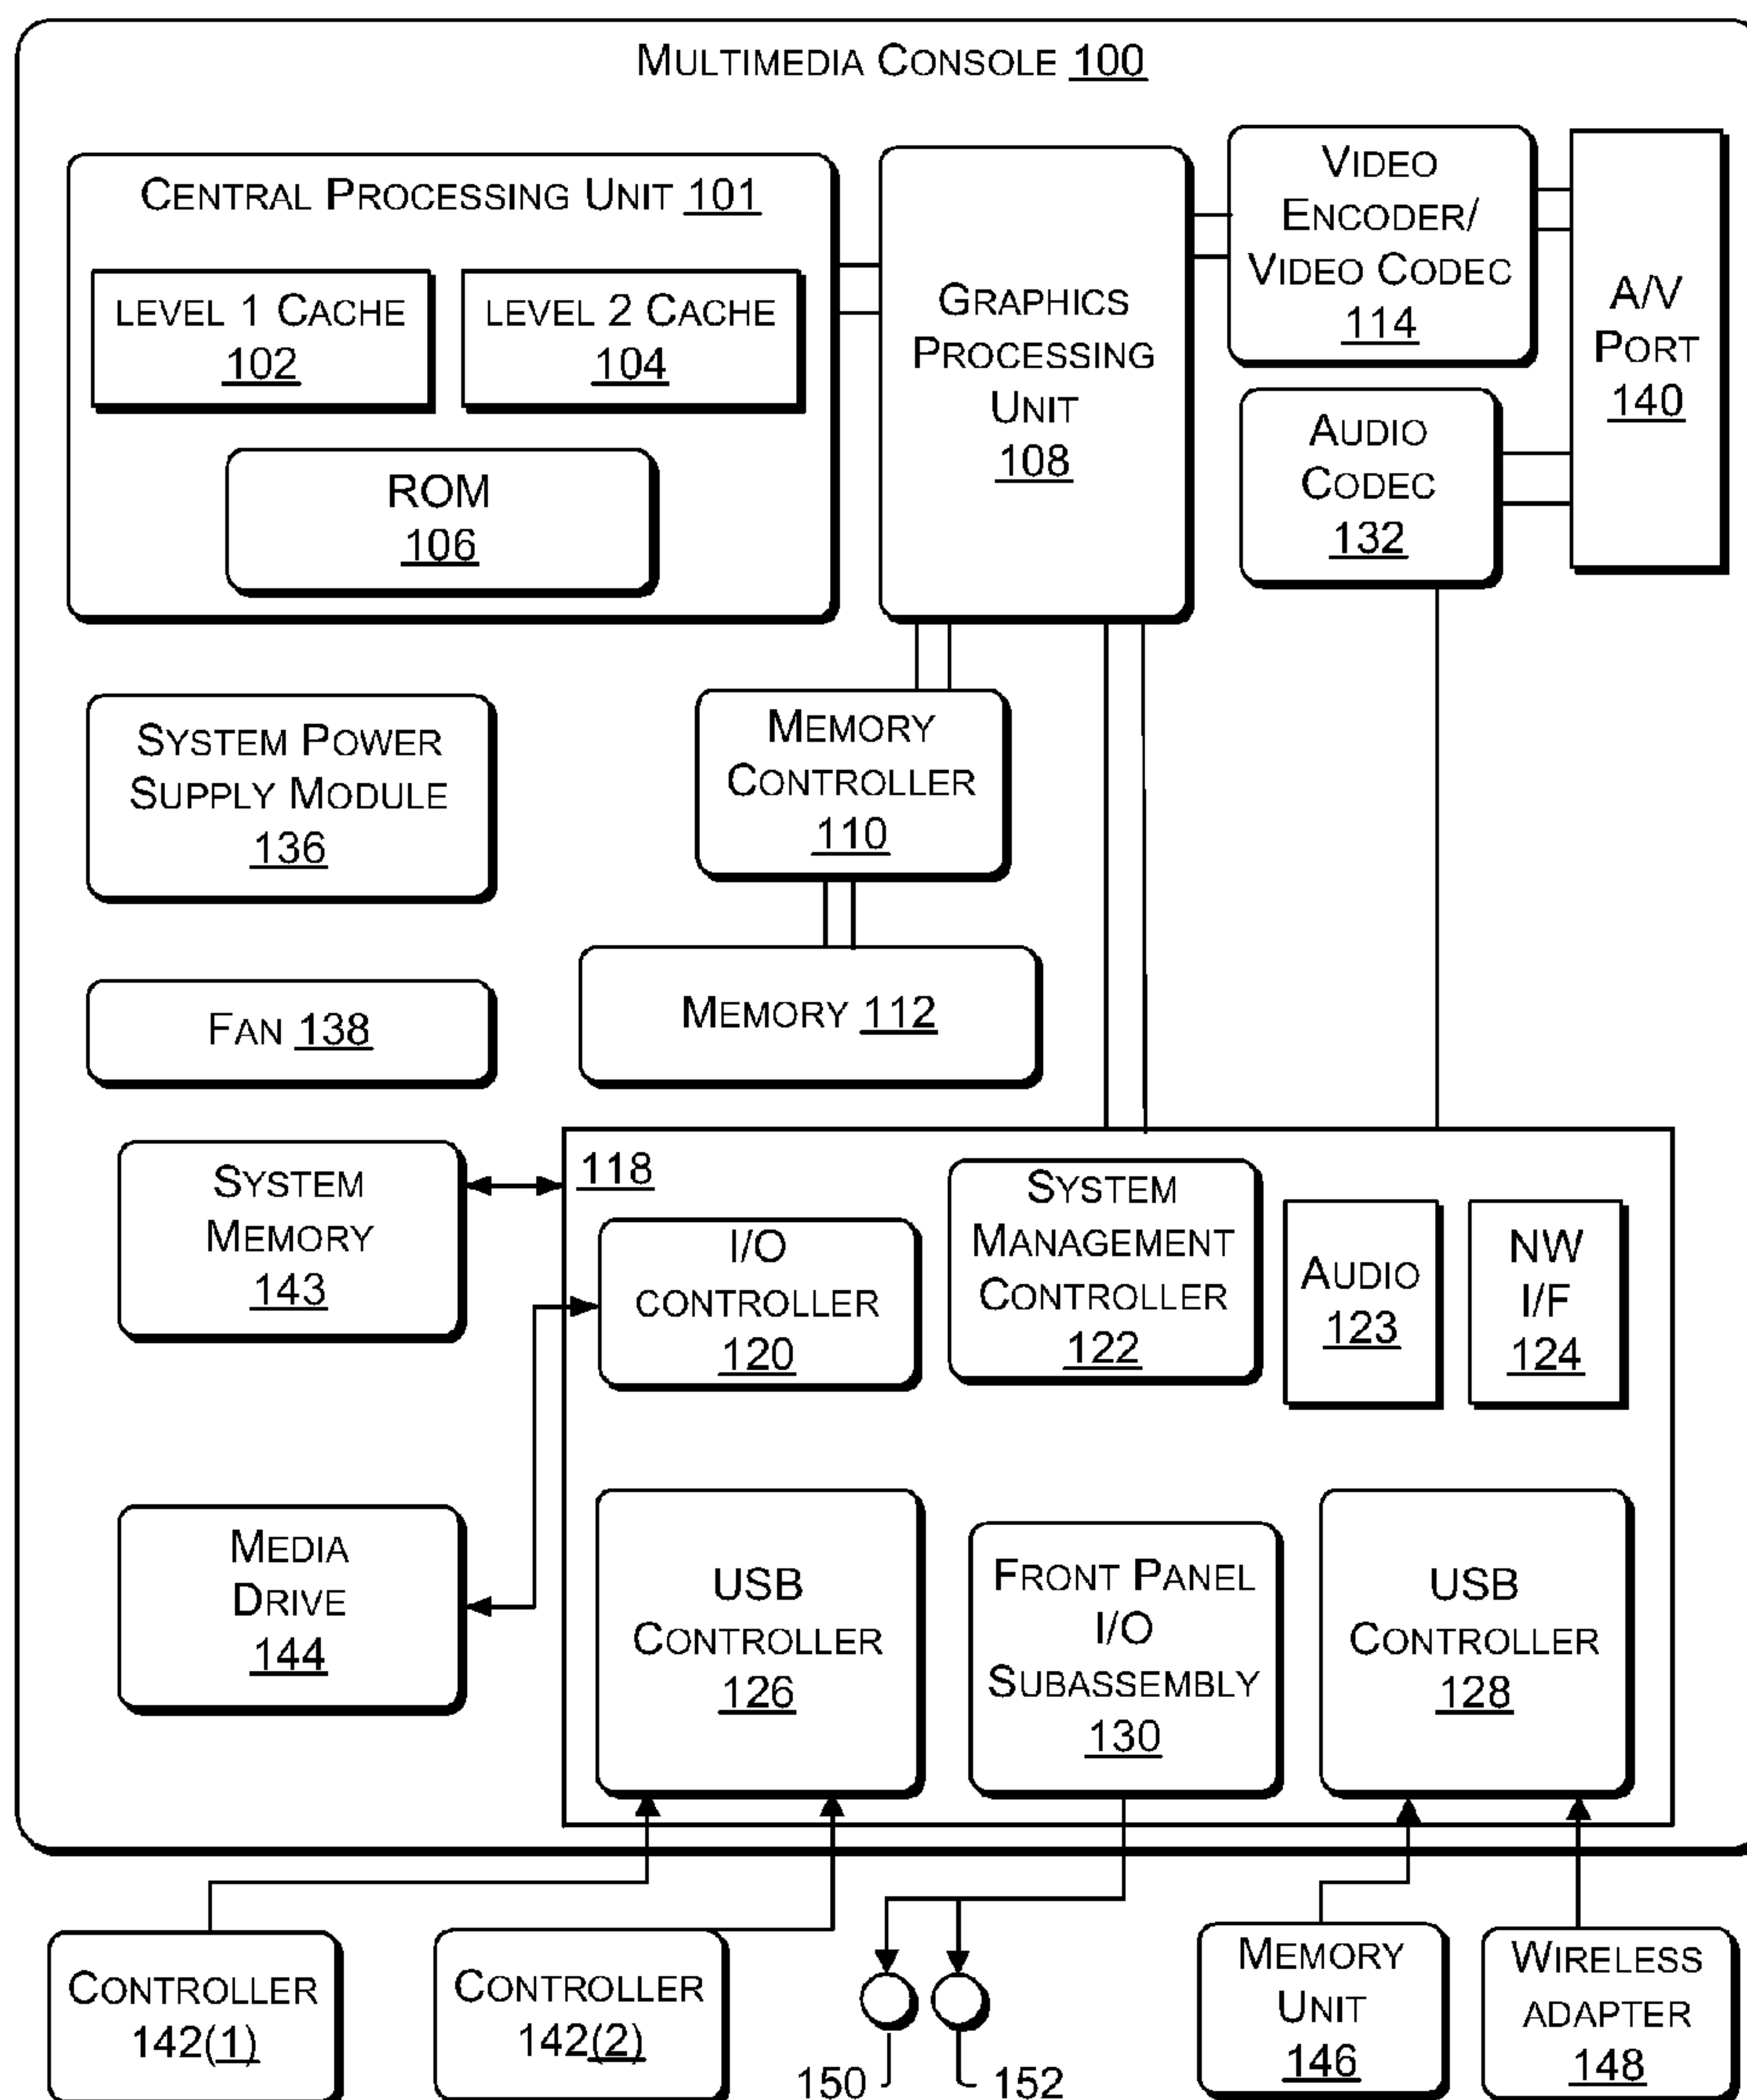 MULTIMEDIA CONSOLE 100
CENTRAL PROCESSING UNIT 101
LEVEL 1 CACHE
102
LEVEL 2 CACHE
104
ROM
106
GRAPHICS
PROCESSING
UNIT
108
VIDEO
ENCODER/
VIDEO CODEC
114
A/V
PORT
140
AUDIO
CODEC
132
SYSTEM POWER
SUPPLY MODULE
136
MEMORY
CONTROLLER
110
FAN 138
MEMORY 112
SYSTEM
MEMORY
143
118
I/O
CONTROLLER
120
SYSTEM
MANAGEMENT
CONTROLLER
122
AUDIO
123
NW
I/F
124
MEDIA
DRIVE
144
USB
CONTROLLER
126
FRONT PANEL
I/O
SUBASSEMBLY
130
USB
CONTROLLER
128
CONTROLLER
142(1)
CONTROLLER
142(2)
150
152
MEMORY
UNIT
146
WIRELESS
ADAPTER
148